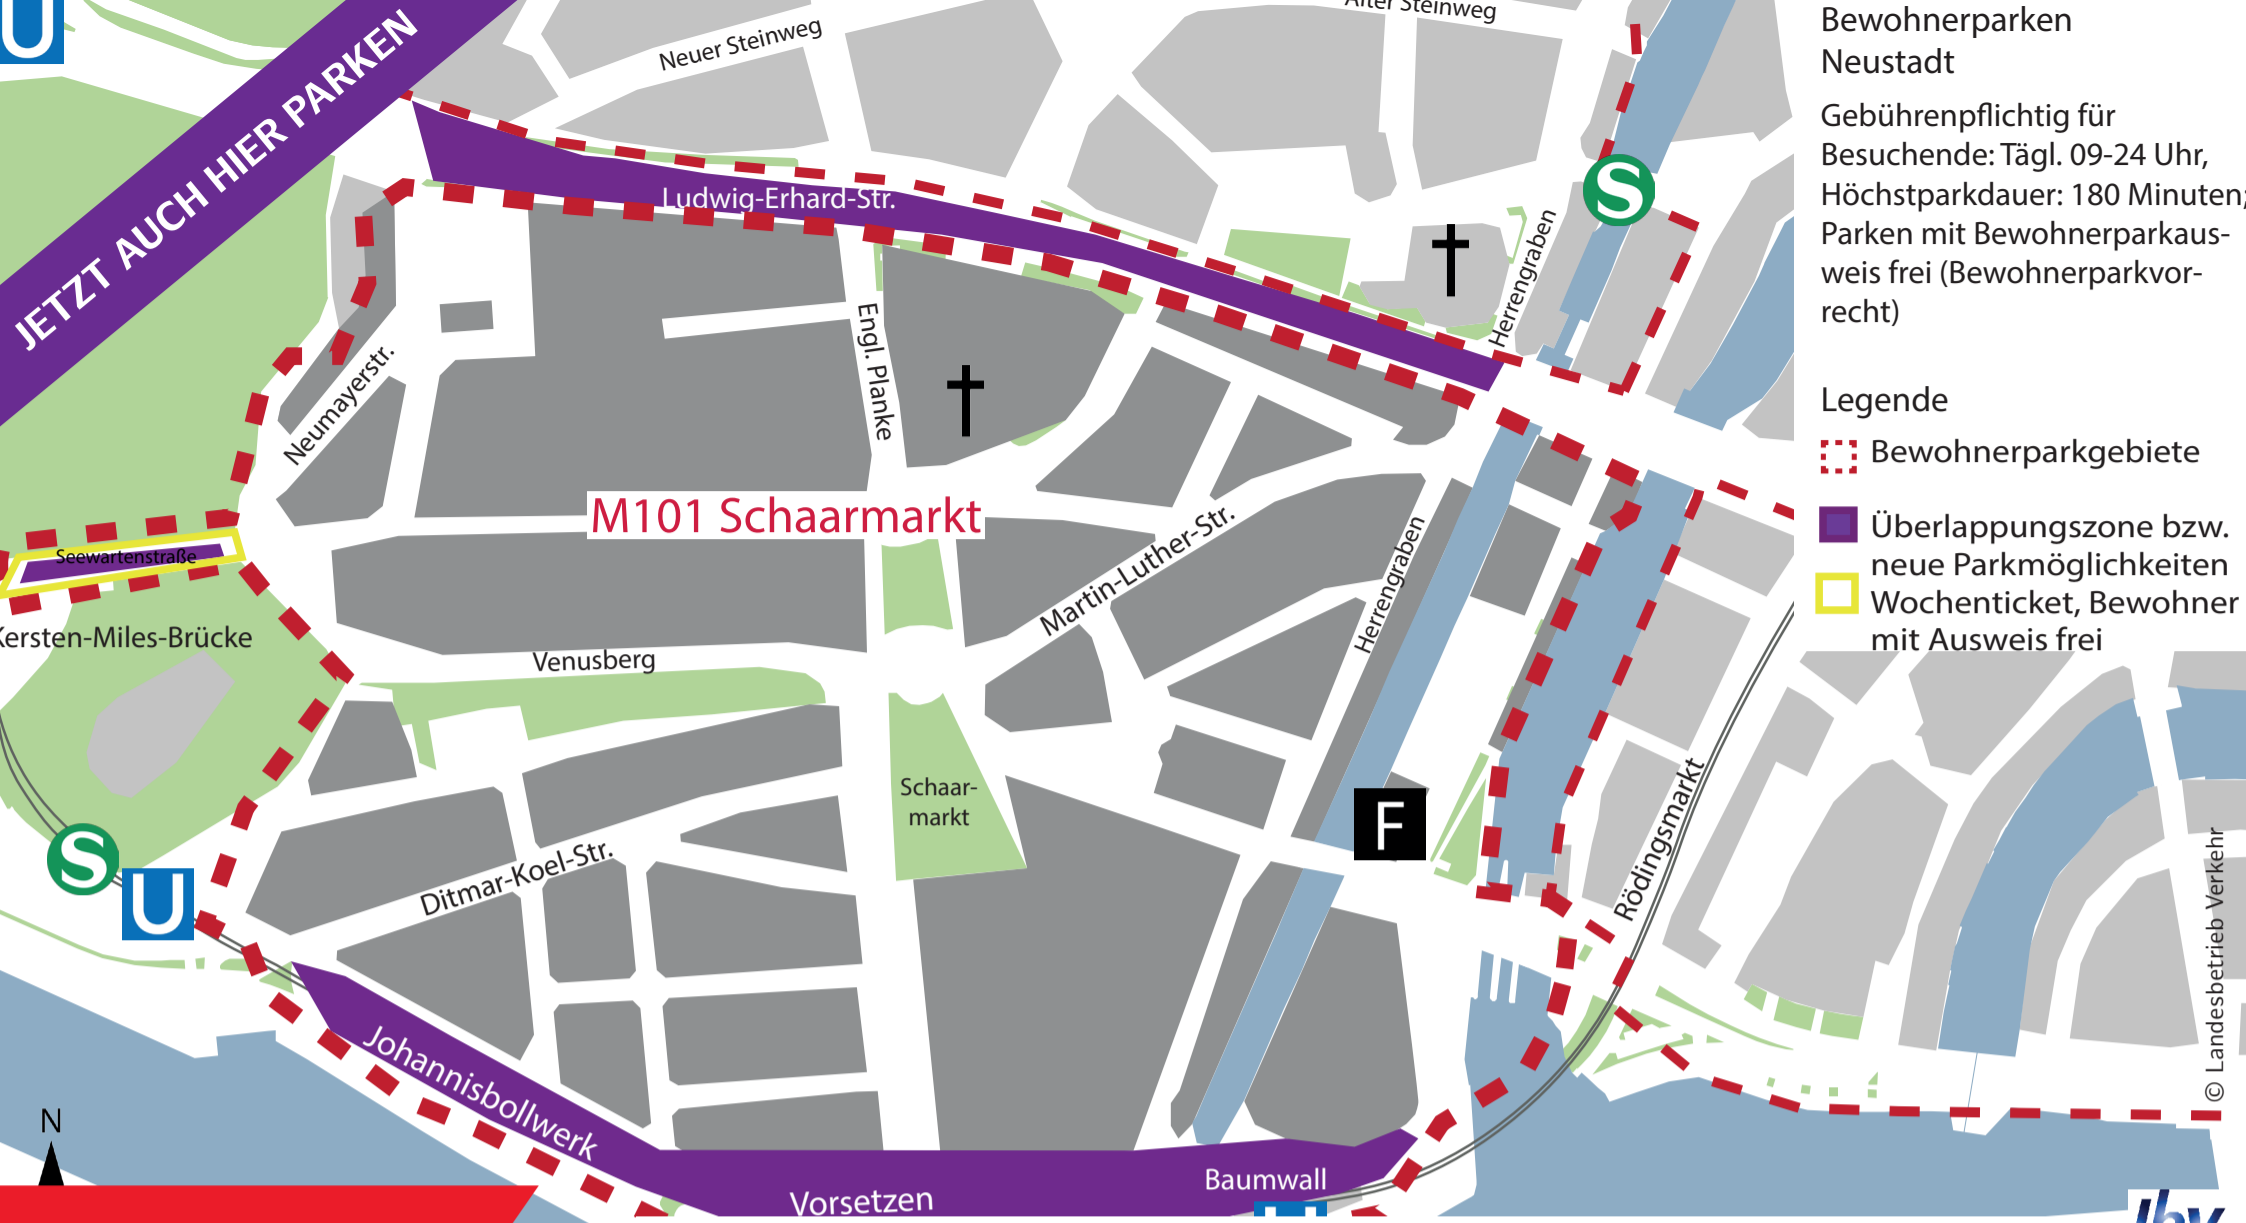 U
JETZT AUCH HIER PARKEN
Neuer Steinweg
Alter Steinweg
Ludwig-Erhard-Str.
S
Herrengraben
Engl. Planke
Neumayerstr.
M101 Schaarmarkt
Seewartenstraße
Kersten-Miles-Brücke
Martin-Luther-Str.
Herrengraben
Venusberg
Schaar-
markt
F
Rödingsmarkt
Ditmar-Koel-Str.
S
U
Johannisbollwerk
Vorsetzen
Baumwall
U
N
Bewohnerparken
Neustadt
Gebührenpflichtig für
Besuchende: Tägl. 09-24 Uhr,
Höchstparkdauer: 180 Minuten;
Parken mit Bewohnerparkaus-
weis frei (Bewohnerparkvor-
recht)
Legende
Bewohnerparkgebiete
Überlappungszone bzw.
neue Parkmöglichkeiten
Wochenticket, Bewohner
mit Ausweis frei
© Landesbetrieb Verkehr
lbv